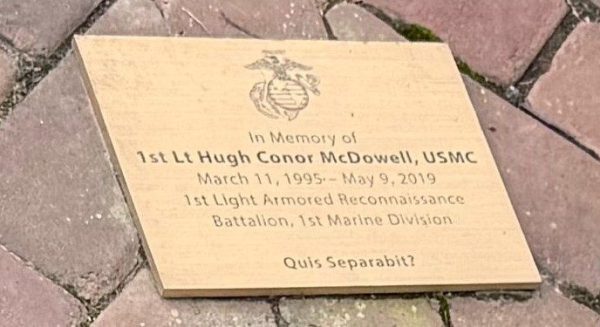 In Memory of
1st Lt Hugh Conor McDowell, USMC
March 11, 1995 – May 9, 2019
1st Light Armored Reconnaissance
Battalion, 1st Marine Division
Quis Separabit?